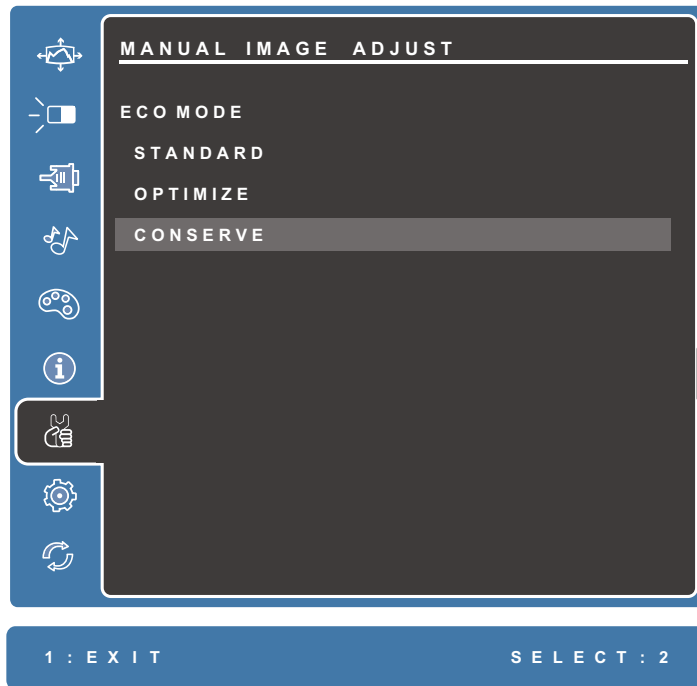 MANUAL IMAGE ADJUST
ECO MODE
STANDARD
OPTIMIZE
CONSERVE
1 : EXIT
SELECT : 2